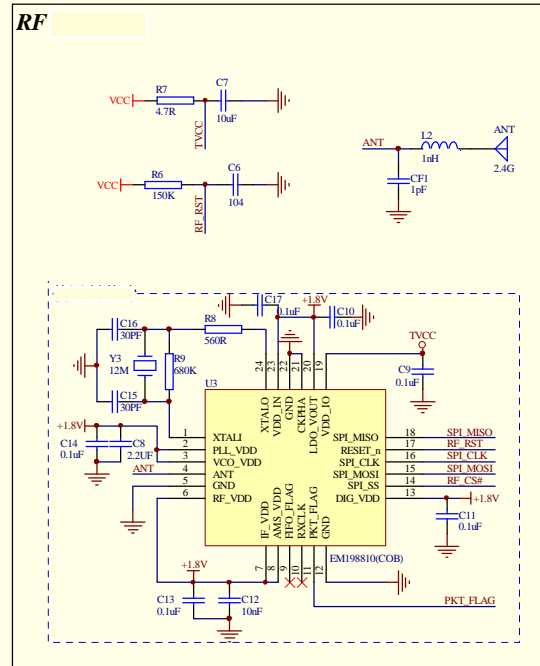 RF
R7
C7
VCC
4.7R
10uF
TVCC
ANT
L2
ANT
1nH
2.4G
CF1
1pF
R6
C6
VCC
150K
104
RF_RST
C17
0.1uF
+1.8V
C10
0.1uF
C16
30PF
R8
560R
TVCC
Y3
12M
R9
680K
C9
0.1uF
C15
30PF
U3
24 23 22 21 20 19
XTALO
VDD_IN
GND
CKPHA
LDO_VOUT
VDD_IO
+1.8V
C14
0.1uF
C8
2.2UF
ANT
1 XTALI
2 PLL_VDD
3 VCO_VDD
4 ANT
5 GND
6 RF_VDD
SPI_MISO 18 SPI_MISO
RESET_n 17 RF_RST
SPI_CLK 16 SPI_CLK
SPI_MOSI 15 SPI_MOSI
SPI_SS 14 RF_CS#
DIG_VDD 13
+1.8V
C11
0.1uF
IF_VDD
AMS_VDD
FIFO_FLAG
RXCLK
PKT_FLAG
GND
7 8 9 10 11 12
EM198810(COB)
+1.8V
C13
0.1uF
C12
10nF
PKT_FLAG